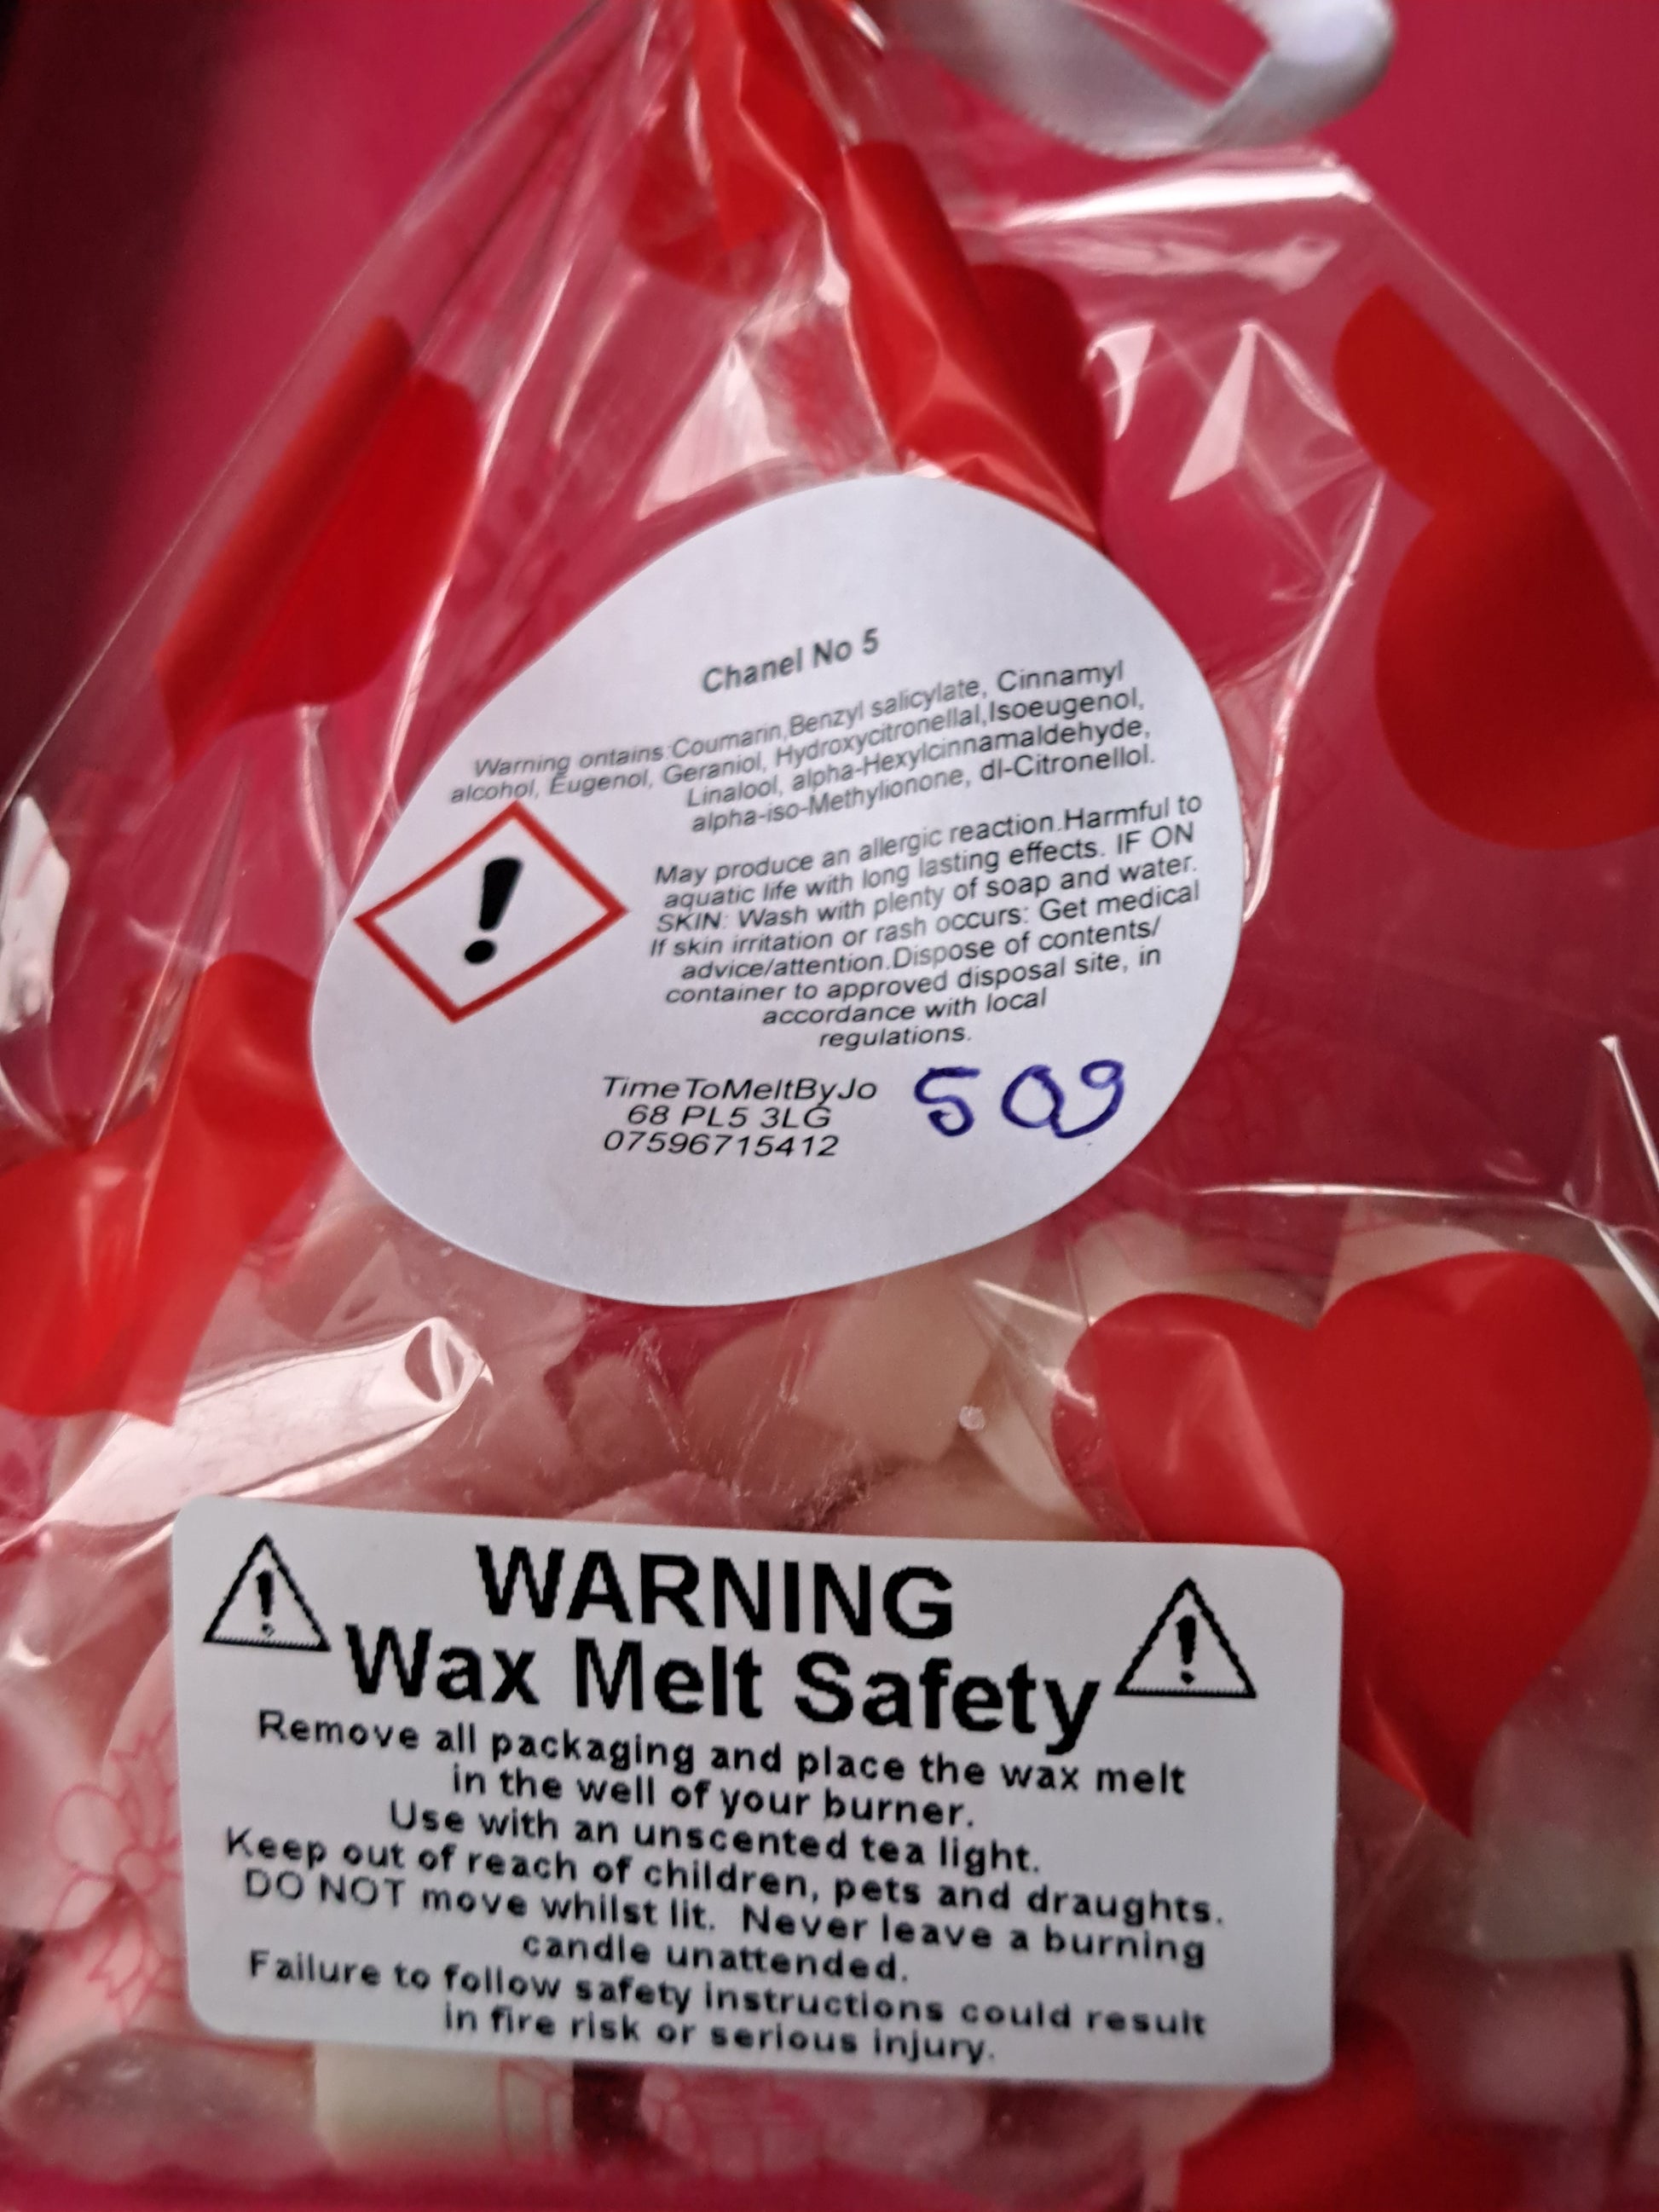 Chanel No 5
Warning ontains:Coumarin,Benzyl salicylate, Cinnamyl
alcohol, Eugenol, Geraniol, Hydroxycitronellal,Isoeugenol,
Linalool, alpha-Hexylcinnamaldehyde,
alpha-iso-Methylionone, dl-Citronellol.
May produce an allergic reaction.Harmful to
aquatic life with long lasting effects. IF ON
SKIN: Wash with plenty of soap and water.
If skin irritation or rash occurs: Get medical
advice/attention.Dispose of contents/
container to approved disposal site, in
accordance with local
regulations.
TimeToMeltByJo
68 PL5 3LG
07596715412
50g
WARNING
Wax Melt Safety
Remove all packaging and place the wax melt
in the well of your burner.
Use with an unscented tea light.
Keep out of reach of children, pets and draughts.
DO NOT move whilst lit. Never leave a burning
candle unattended.
Failure to follow safety instructions could result
in fire risk or serious injury.